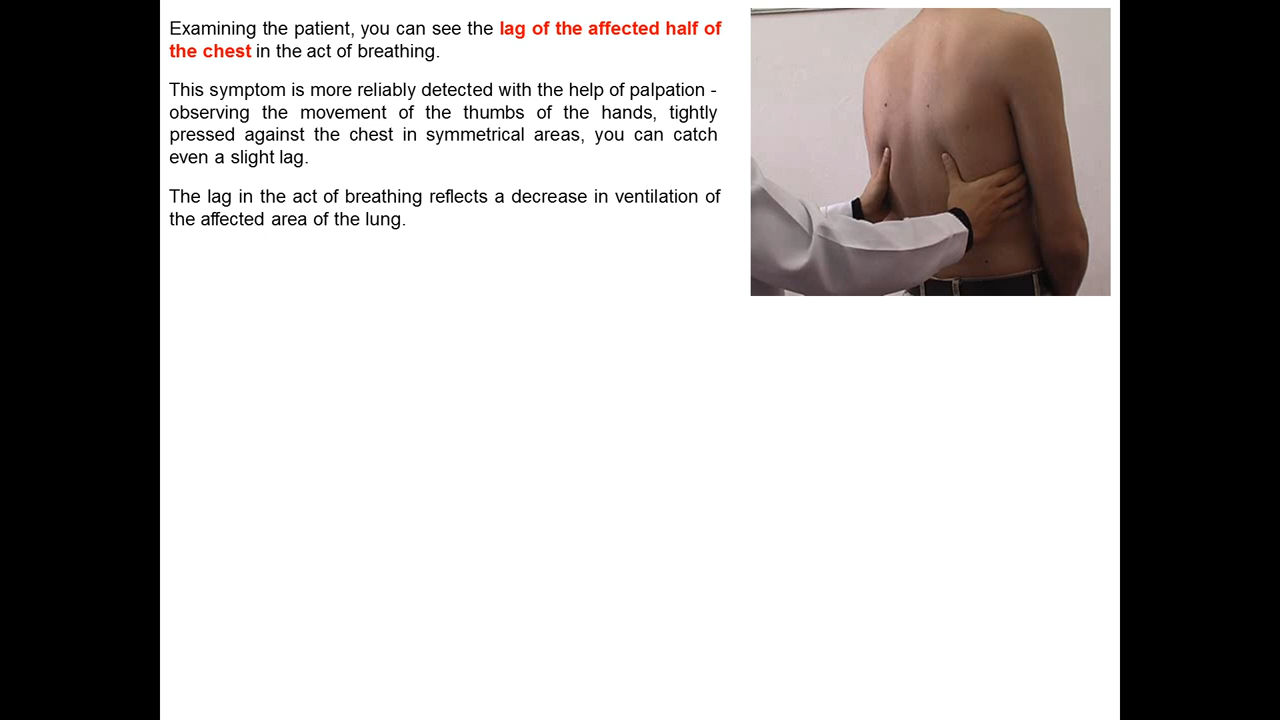 Examining the patient, you can see the lag of the affected half of
the chest in the act of breathing.
This symptom is more reliably detected with the help of palpation -
observing the movement of the thumbs of the hands, tightly
pressed against the chest in symmetrical areas, you can catch
even a slight lag.
The lag in the act of breathing reflects a decrease in ventilation of
the affected area of the lung.